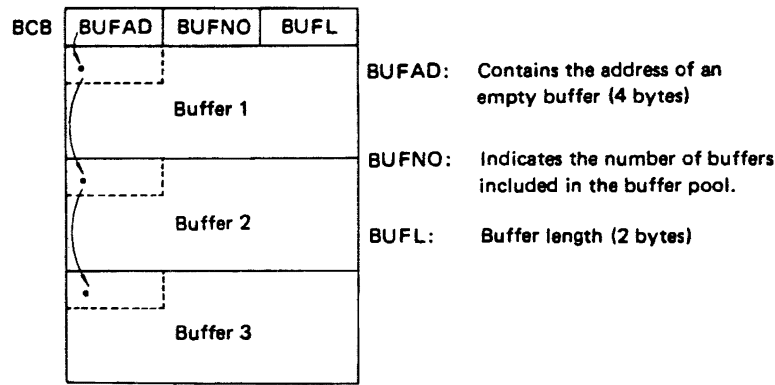 BCB BUFAD BUFNO BUFL
Buffer 1
Buffer 2
Buffer 3
BUFAD: Contains the address of an
empty buffer (4 bytes)
BUFNO: Indicates the number of buffers
included in the buffer pool.
BUFL: Buffer length (2 bytes)